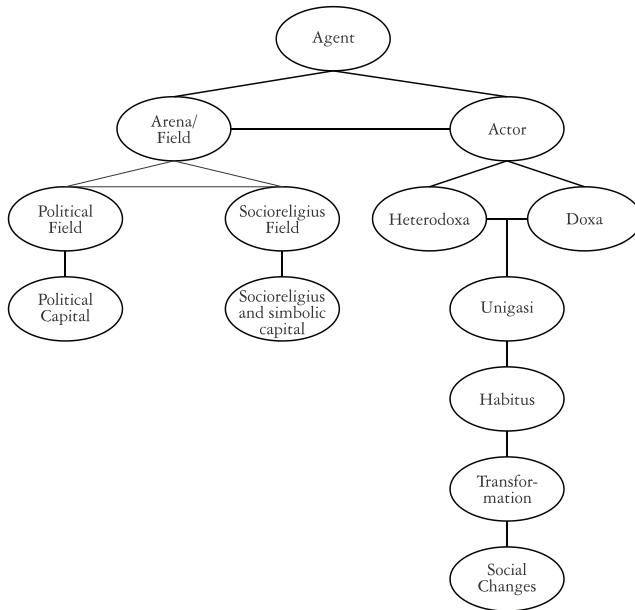 Agent
Arena/
Field
Actor
Political
Field
Socioreligius
Field
Heterodoxa
Doxa
Political
Capital
Socioreligius
and simbolic
capital
Unigasi
Habitus
Transfor-
mation
Social
Changes